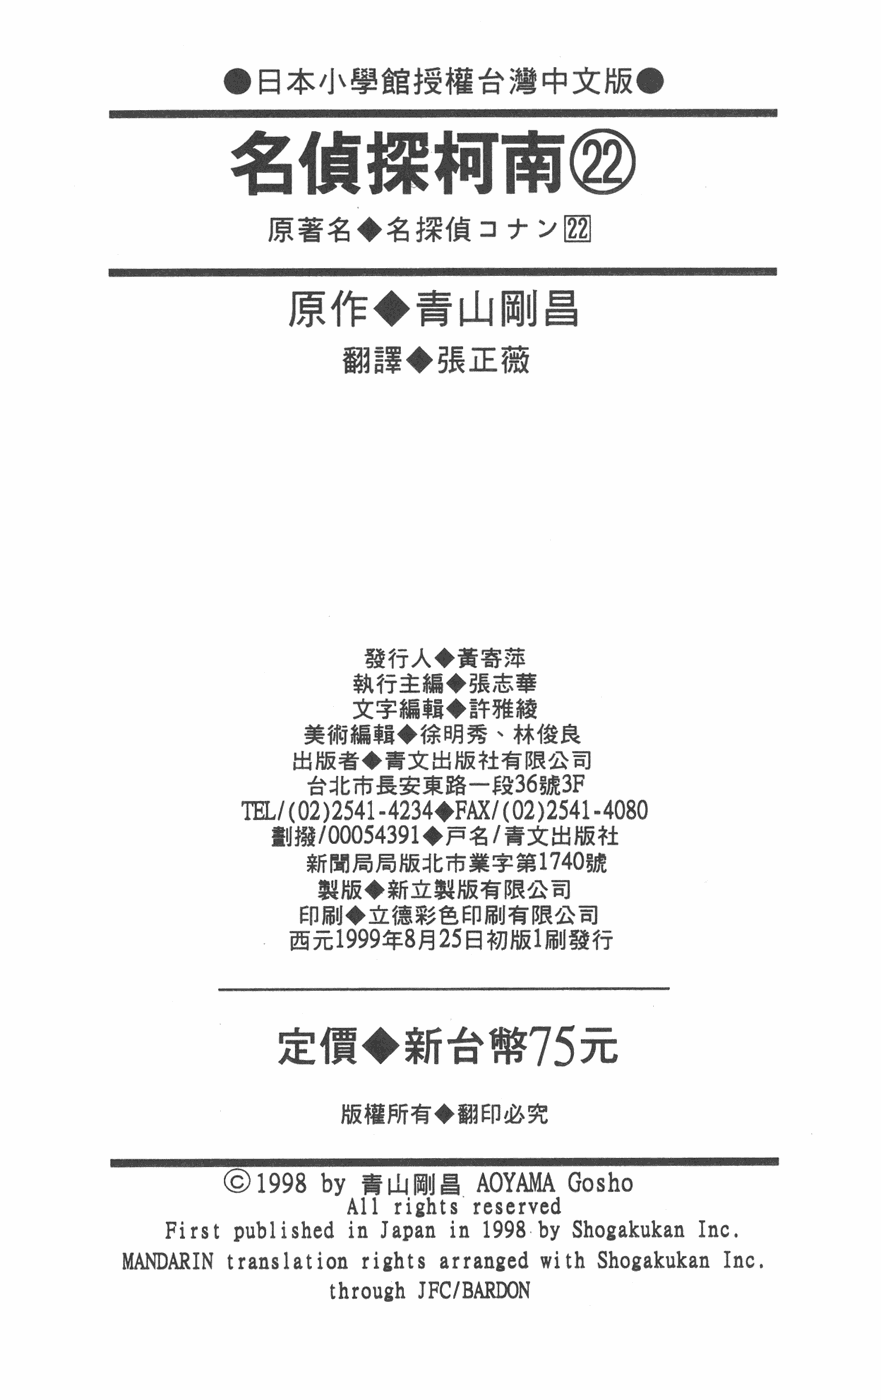 ●日本小學館授權台灣中文版●
名偵探柯南㉒
原著名◆名探偵コナン22
原作◆青山剛昌
翻譯◆張正薇
發行人◆黃寄萍
執行主編◆張志華
文字編輯◆許雅綾
美術編輯◆徐明秀、林俊良
出版者◆青文出版社有限公司
台北市長安東路一段36號3F
TEL/(02)2541-4234◆FAX/(02)2541-4080
劃撥/00054391◆戸名/青文出版社
新聞局局版北市業字第1740號
製版◆新立製版有限公司
印刷◆立德彩色印刷有限公司
西元1999年8月25日初版1刷發行
定價◆新台幣75元
版權所有◆翻印必究
©1998 by 青山剛昌 AOYAMA Gosho
All rights reserved
First published in Japan in 1998 by Shogakukan Inc.
MANDARIN translation rights arranged with Shogakukan Inc.
through JFC/BARDON